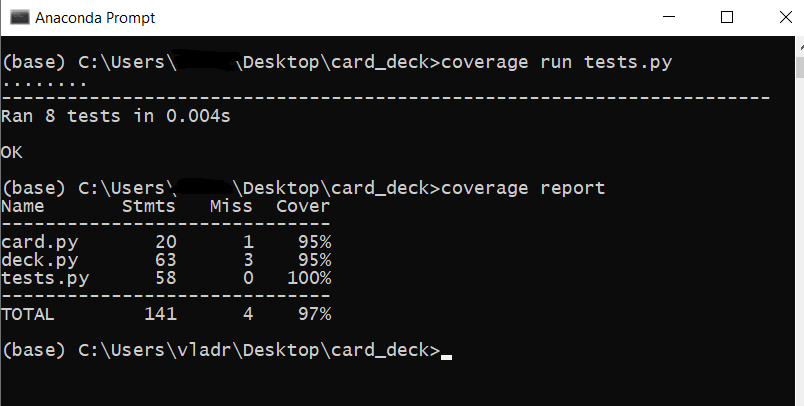 Anaconda Prompt
(base) C:\Users\ \Desktop\card_deck>coverage run tests.py
........
----------------------------------------------------------------------
Ran 8 tests in 0.004s
OK
(base) C:\Users\ \Desktop\card_deck>coverage report
Name       Stmts   Miss  Cover
------------------------------
card.py       20      1    95%
deck.py       63      3    95%
tests.py      58      0   100%
------------------------------
TOTAL        141      4    97%
(base) C:\Users\vladr\Desktop\card_deck>